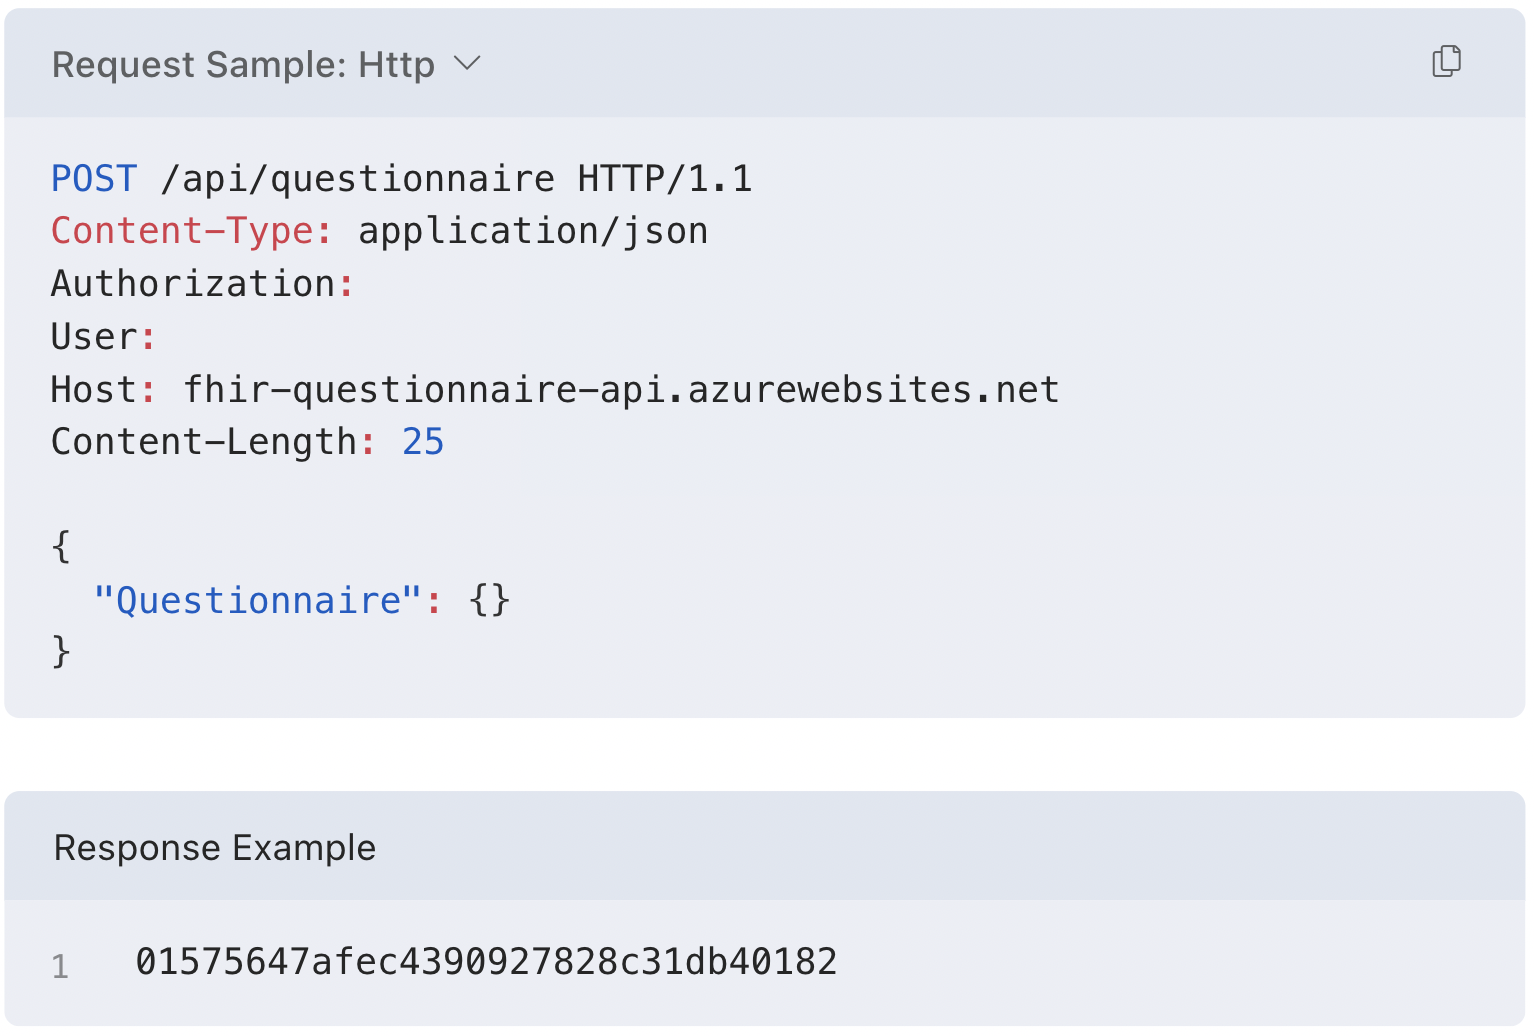 Request Sample: Http
POST /api/questionnaire HTTP/1.1
Content-Type: application/json
Authorization:
User:
Host: fhir-questionnaire-api.azurewebsites.net
Content-Length: 25
{
  "Questionnaire": {}
}
Response Example
1 01575647afec4390927828c31db40182